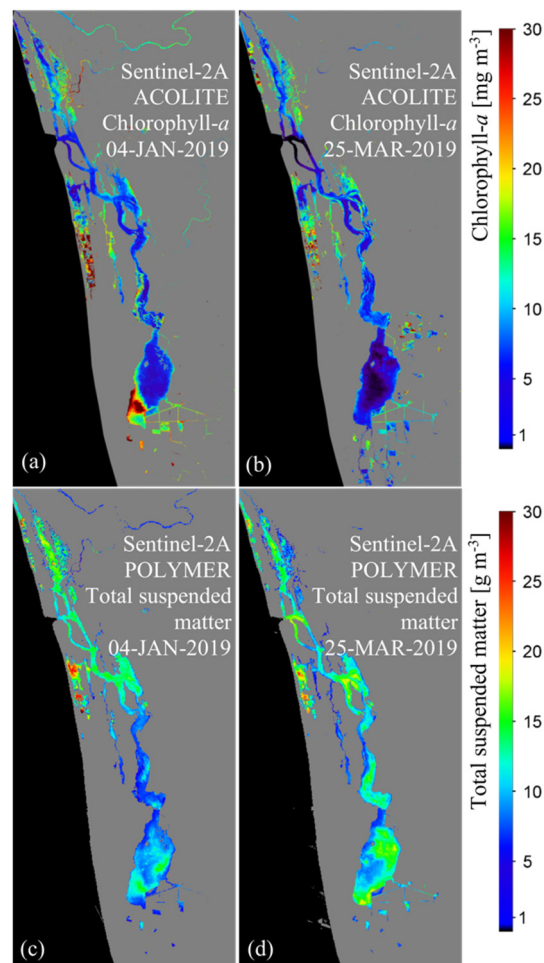 Sentinel-2A
ACOLITE
Chlorophyll-a
04-JAN-2019
(a)
Sentinel-2A
ACOLITE
Chlorophyll-a
25-MAR-2019
(b)
Chlorophyll-a [mg m⁻³]
30
25
20
15
10
5
1
Sentinel-2A
POLYMER
Total suspended
matter
04-JAN-2019
(c)
Sentinel-2A
POLYMER
Total suspended
matter
25-MAR-2019
(d)
Total suspended matter [g m⁻³]
30
25
20
15
10
5
1